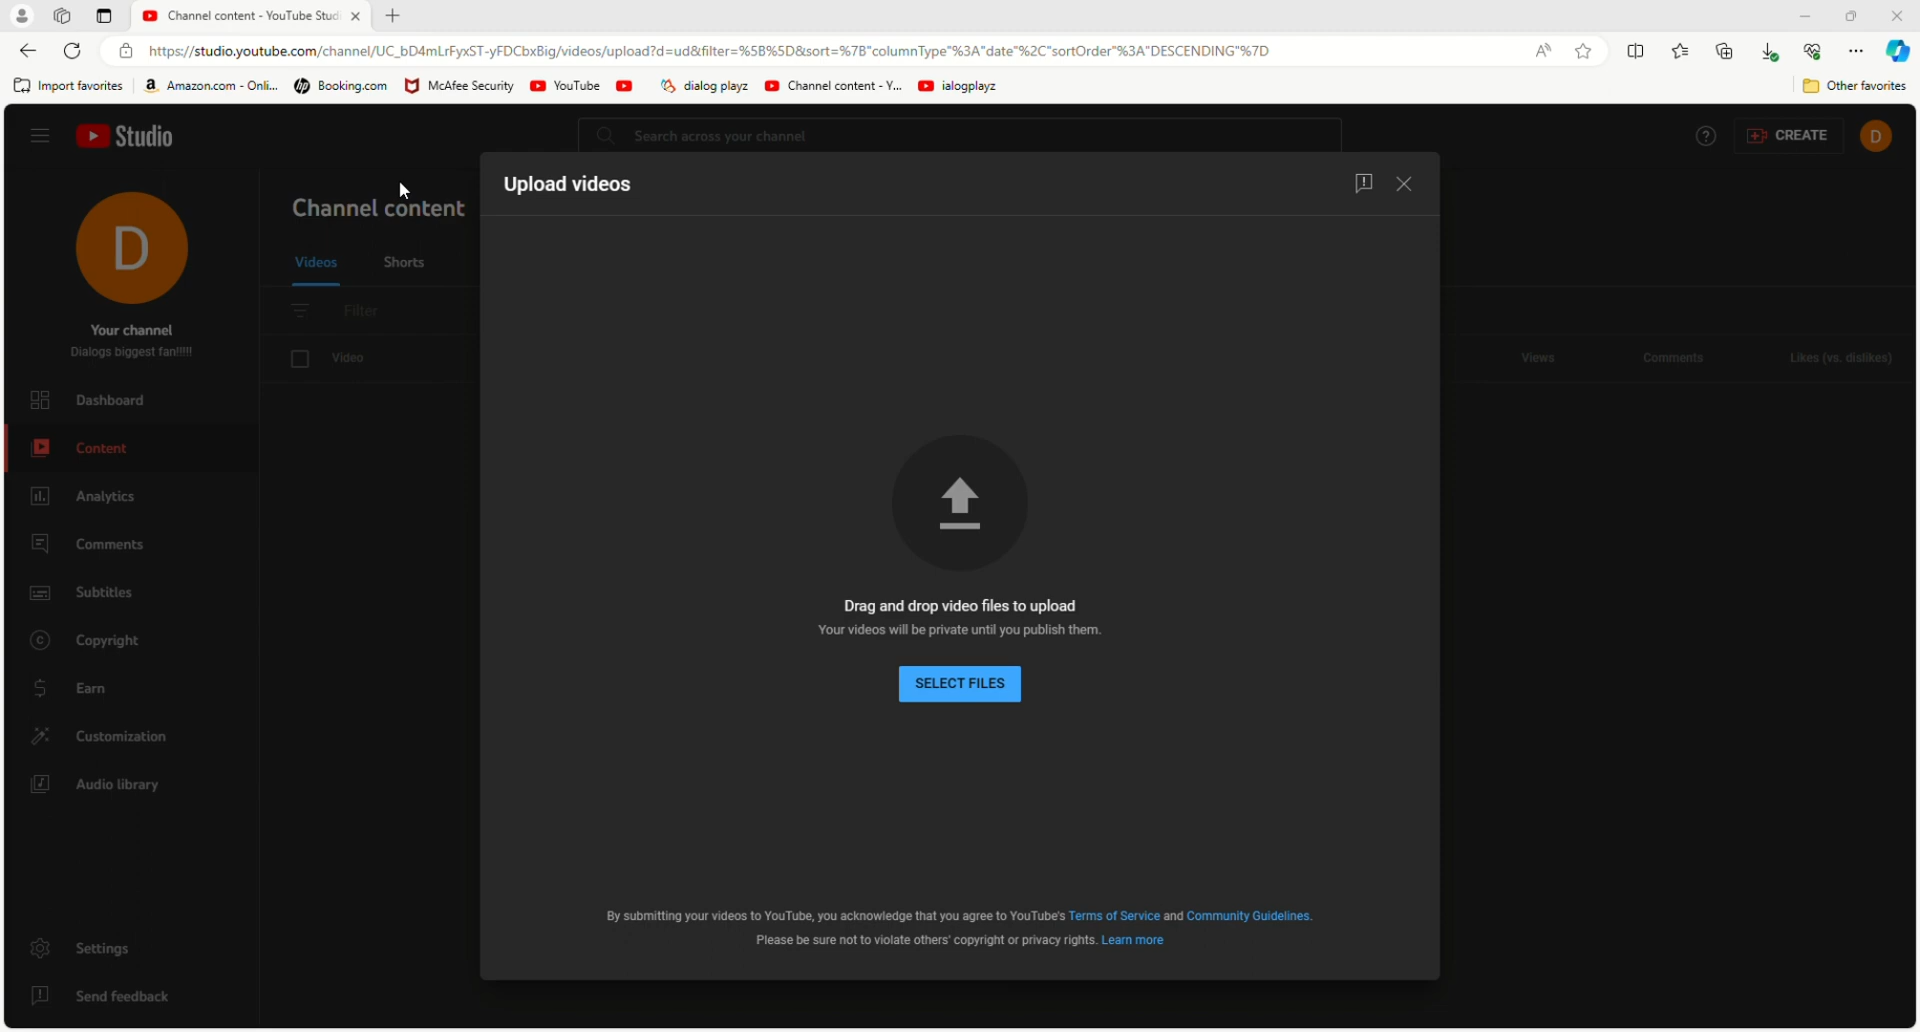 Channel content - YouTube Studi
https://studio.youtube.com/channel/UC_bD4mLrFyxST-yFDCbxBig/videos/upload?d=ud&filter=%5B%5D&sort=%7B"columnType"%3A"date"%2C"sortOrder"%3A"DESCENDING"%7D
Import favorites Amazon.com - Onli... Booking.com McAfee Security YouTube dialog playz Channel content - Y... ialogplayz Other favorites
Studio Search across your channel CREATE D
Upload videos
D
Channel content
Videos Shorts
Your channel
Dialogs biggest fan!!!!!
Filter
Video Views Comments Likes (vs. dislikes)
Dashboard
Content
Analytics
Comments
Subtitles
Copyright
Earn
Customization
Audio library
Settings
Send feedback
Drag and drop video files to upload
Your videos will be private until you publish them.
SELECT FILES
By submitting your videos to YouTube, you acknowledge that you agree to YouTube's Terms of Service and Community Guidelines.
Please be sure not to violate others' copyright or privacy rights. Learn more